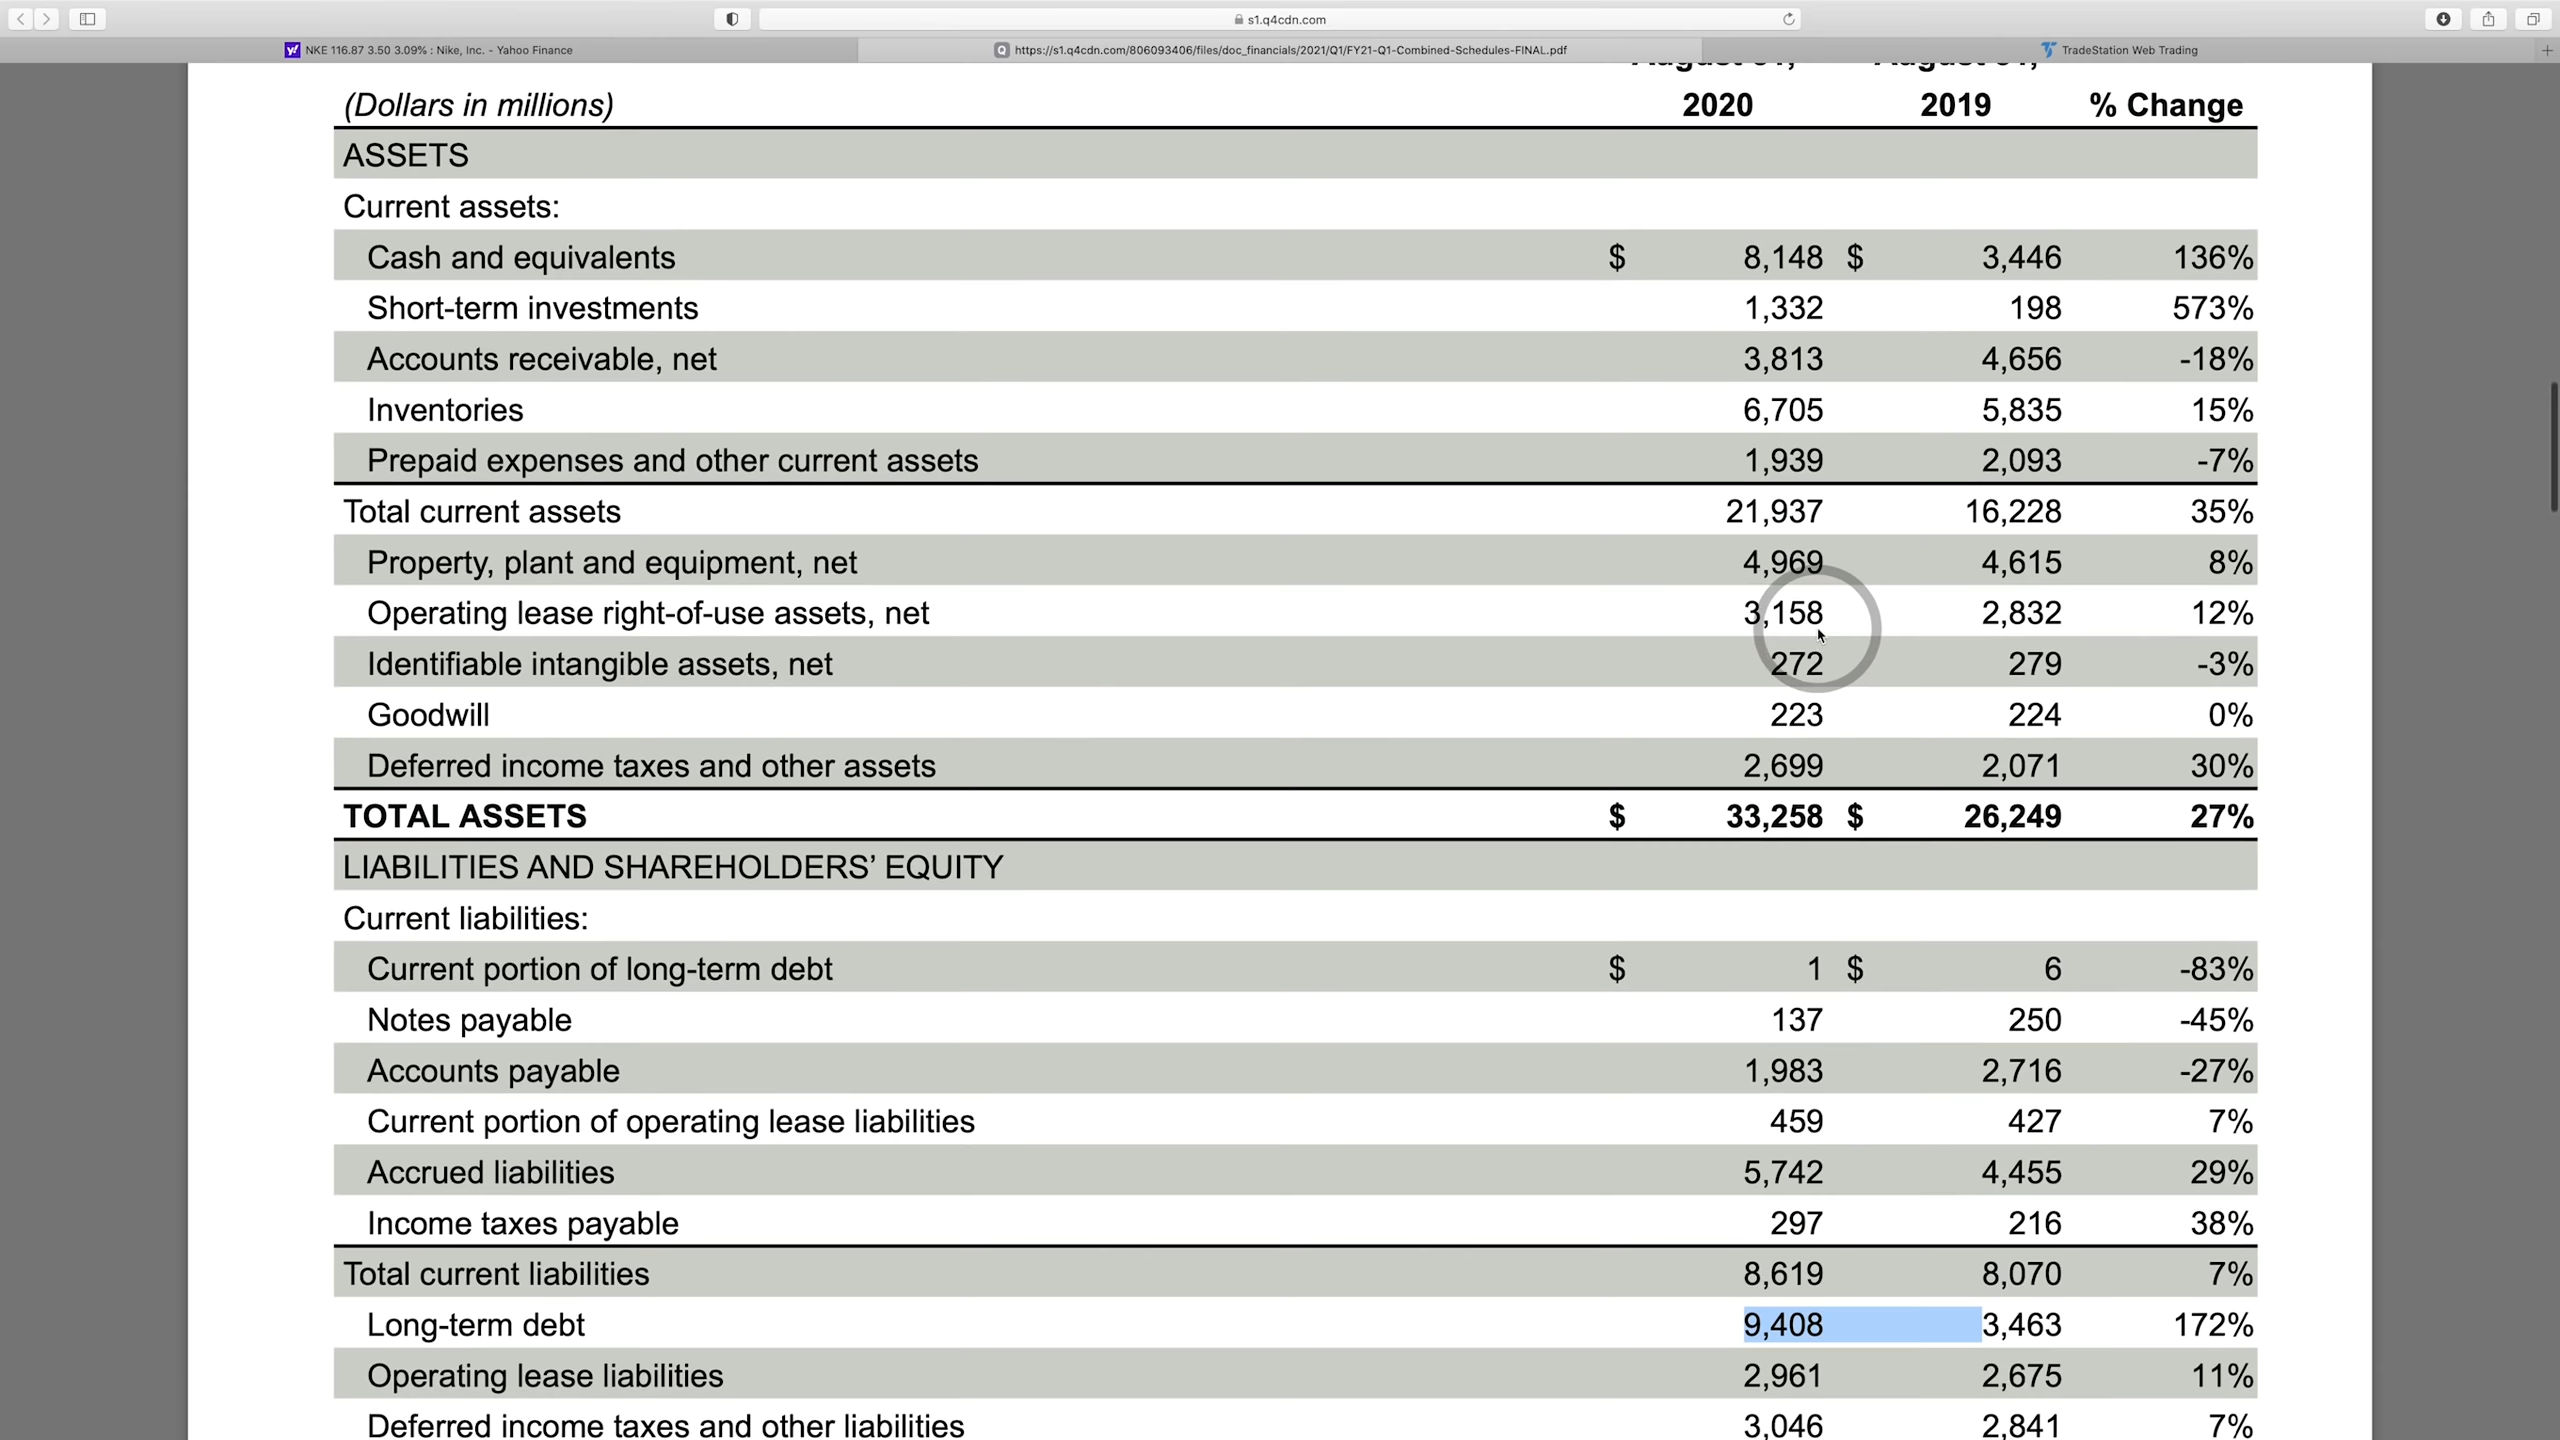 s1.q4cdn.com
NKE 116.87 3.50 3.09% : Nike, Inc. - Yahoo Finance
https://s1.q4cdn.com/806093406/files/doc_financials/2021/Q1/FY21-Q1-Combined-Schedules-FINAL.pdf
TradeStation Web Trading
(Dollars in millions) 2020 2019 % Change
ASSETS
Current assets:
Cash and equivalents $ 8,148 $ 3,446 136%
Short-term investments 1,332 198 573%
Accounts receivable, net 3,813 4,656 -18%
Inventories 6,705 5,835 15%
Prepaid expenses and other current assets 1,939 2,093 -7%
Total current assets 21,937 16,228 35%
Property, plant and equipment, net 4,969 4,615 8%
Operating lease right-of-use assets, net 3,158 2,832 12%
Identifiable intangible assets, net 272 279 -3%
Goodwill 223 224 0%
Deferred income taxes and other assets 2,699 2,071 30%
TOTAL ASSETS $ 33,258 $ 26,249 27%
LIABILITIES AND SHAREHOLDERS’ EQUITY
Current liabilities:
Current portion of long-term debt $ 1 $ 6 -83%
Notes payable 137 250 -45%
Accounts payable 1,983 2,716 -27%
Current portion of operating lease liabilities 459 427 7%
Accrued liabilities 5,742 4,455 29%
Income taxes payable 297 216 38%
Total current liabilities 8,619 8,070 7%
Long-term debt 9,408 3,463 172%
Operating lease liabilities 2,961 2,675 11%
Deferred income taxes and other liabilities 3,046 2,841 7%